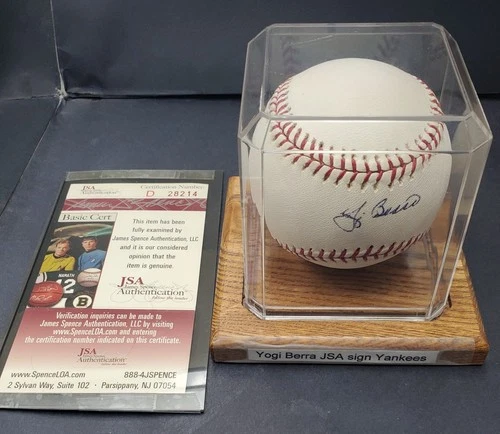 JSA
Certification Number
D 28214
Basic Cert
This item has been
fully examined by
James Spence Authentication, LLC
and it is our considered
opinion that the
item is genuine
JSA
Authentication
Verification inquiries can be made to
James Spence Authentication, LLC by visiting
www.SpenceLOA.com and entering
the certification number indicated on this certificate.
JSA
Authentication
www.SpenceLOA.com 888-4JSPENCE
2 Sylvan Way, Suite 102 · Parsippany, NJ 07054
Yogi Berra
Yogi Berra JSA sign Yankees